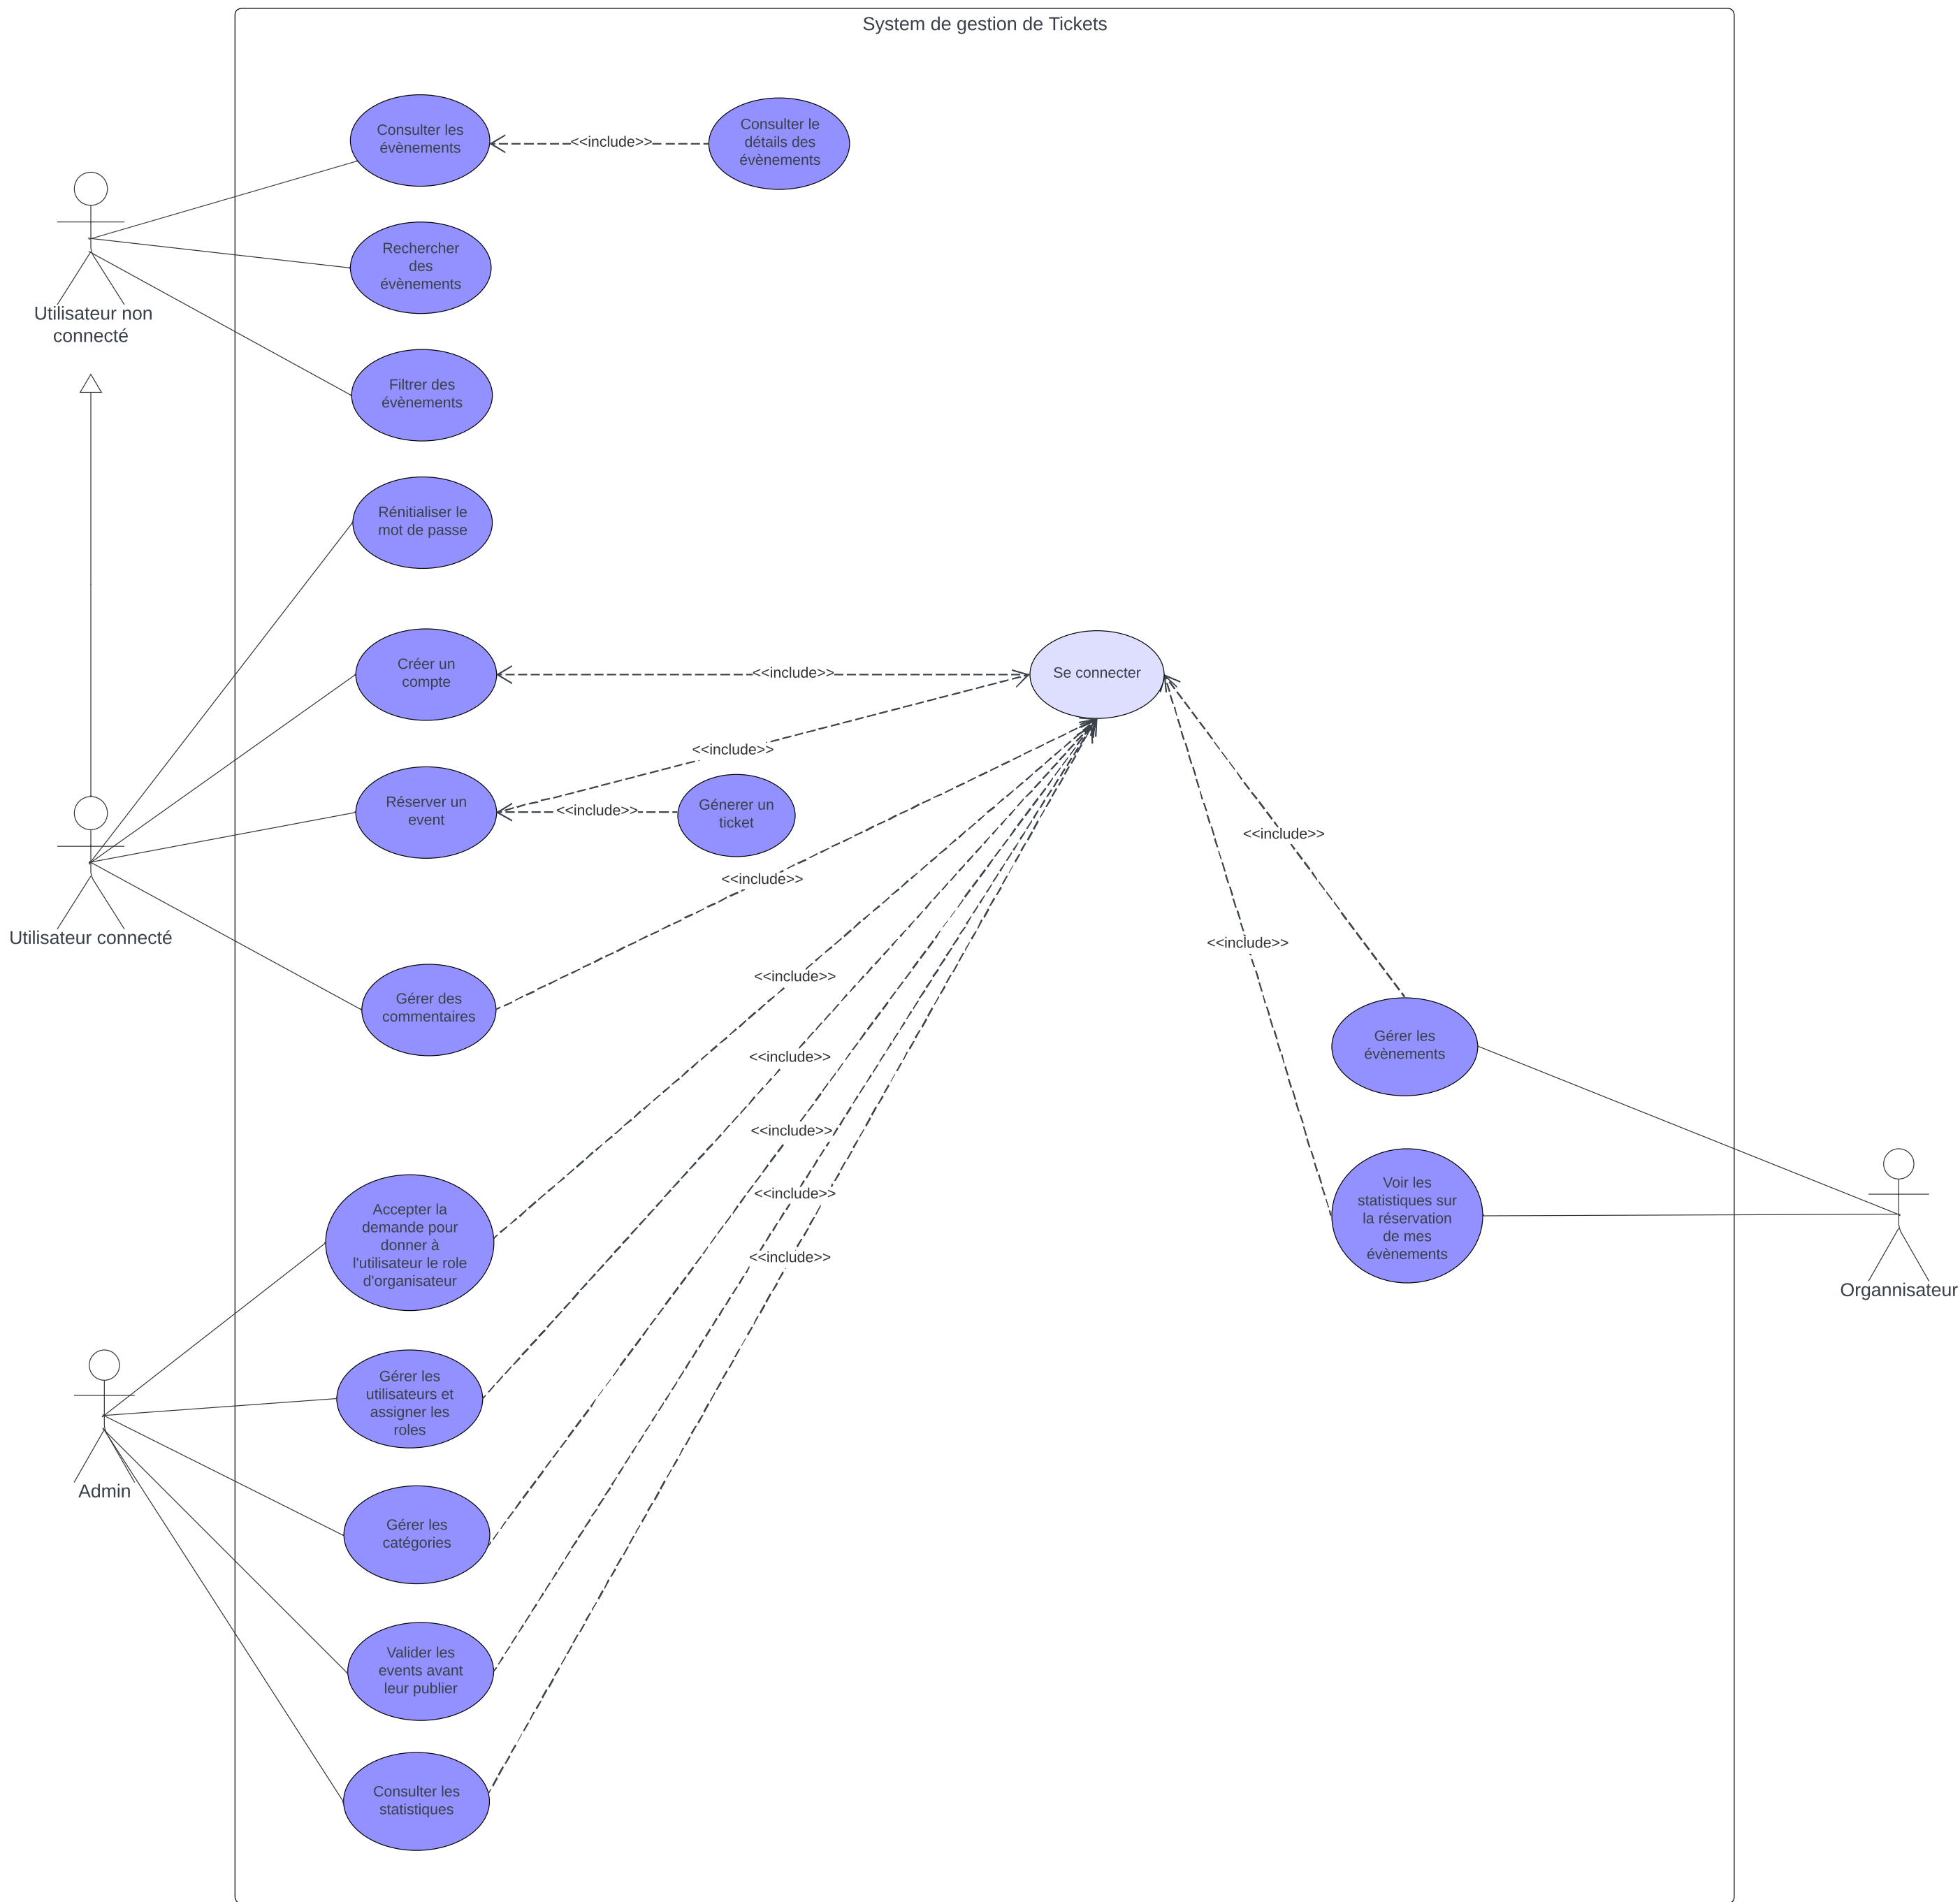 System de gestion de Tickets
Consulter les
évènements
<<include>>
Consulter le
détails des
évènements
Rechercher
des
évènements
Utilisateur non
connecté
Filtrer des
évènements
Rénitialiser le
mot de passe
Créer un
compte
<<include>>
Se connecter
<<include>>
Réserver un
event
<<include>>
Génerer un
ticket
<<include>>
<<include>>
Utilisateur connecté
<<include>>
<<include>>
Gérer des
commentaires
Gérer les
évènements
<<include>>
<<include>>
<<include>>
<<include>>
Accepter la
demande pour
donner à
l'utilisateur le role
d'organisateur
Voir les
statistiques sur
la réservation
de mes
évènements
Organnisateur
Gérer les
utilisateurs et
assigner les
roles
Admin
Gérer les
catégories
Valider les
events avant
leur publier
Consulter les
statistiques